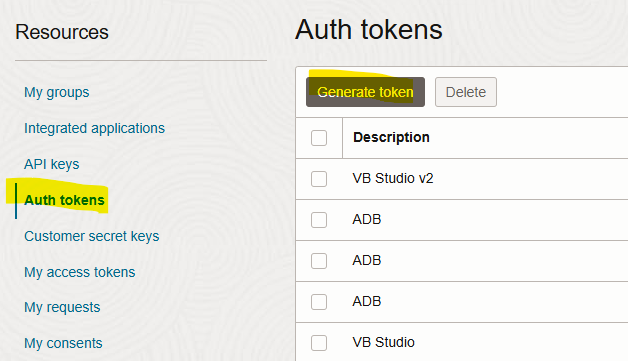 Resources
My groups
Integrated applications
API keys
Auth tokens
Customer secret keys
My access tokens
My requests
My consents
Auth tokens
Generate token Delete
Description
VB Studio v2
ADB
ADB
ADB
VB Studio